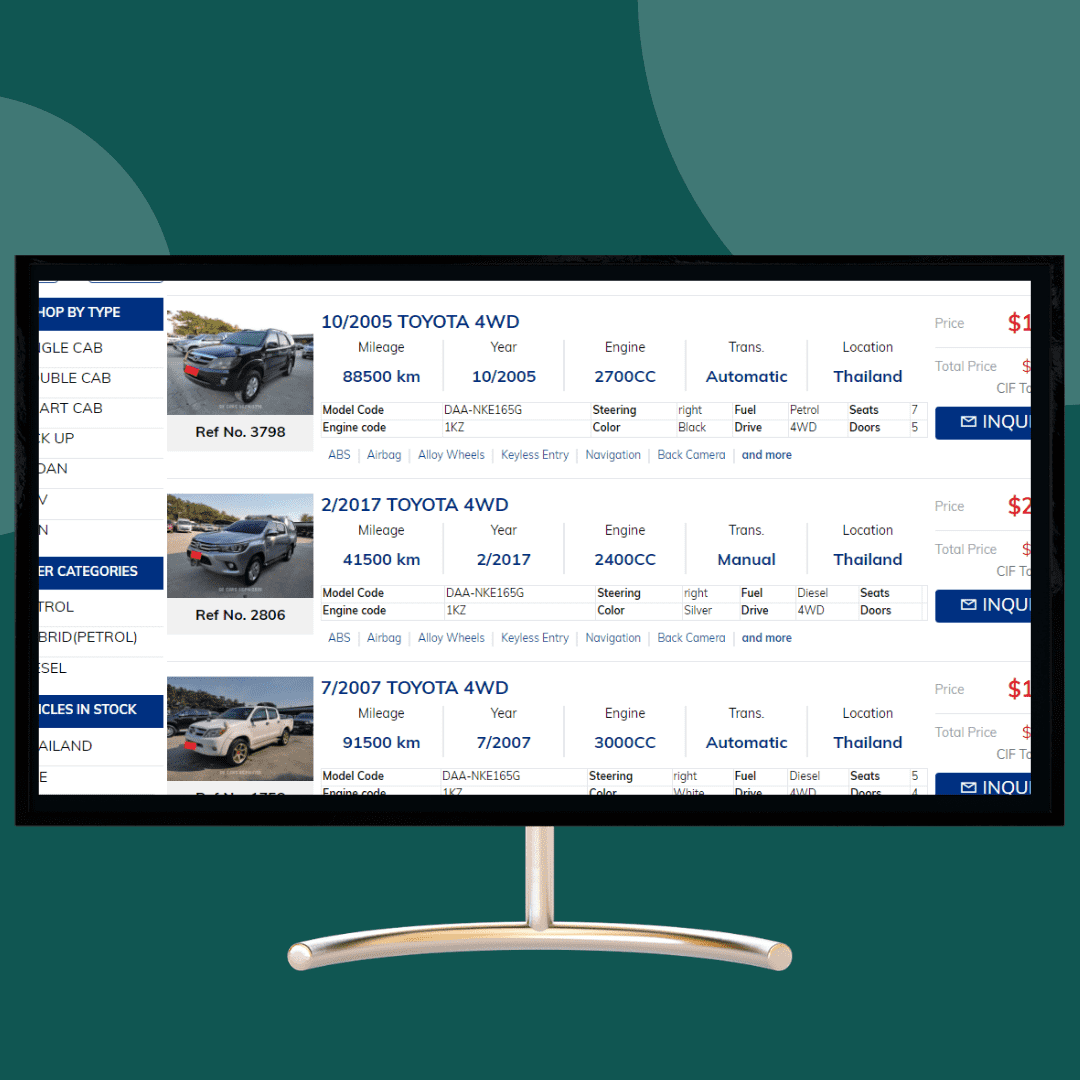 HOP BY TYPE
GLE CAB
UBLE CAB
ART CAB
K UP
DAN
V
N
ER CATEGORIES
TROL
BRID(PETROL)
ESEL
ICLES IN STOCK
AILAND
E
10/2005 TOYOTA 4WD
Mileage Year Engine Trans. Location
88500 km 10/2005 2700CC Automatic Thailand
Model Code DAA-NKE165G Steering right Fuel Petrol Seats 7
Engine code 1KZ Color Black Drive 4WD Doors 5
ABS | Airbag | Alloy Wheels | Keyless Entry | Navigation | Back Camera | and more
Ref No. 3798
Price $1
Total Price $
CIF To
INQU
2/2017 TOYOTA 4WD
Mileage Year Engine Trans. Location
41500 km 2/2017 2400CC Manual Thailand
Model Code DAA-NKE165G Steering right Fuel Diesel Seats
Engine code 1KZ Color Silver Drive 4WD Doors
ABS | Airbag | Alloy Wheels | Keyless Entry | Navigation | Back Camera | and more
Ref No. 2806
Price $2
Total Price $
CIF To
INQU
7/2007 TOYOTA 4WD
Mileage Year Engine Trans. Location
91500 km 7/2007 3000CC Automatic Thailand
Model Code DAA-NKE165G Steering right Fuel Diesel Seats 5
Engine code 1KZ Color White Drive 4WD Doors 4
Ref No.
Price $1
Total Price $
CIF To
INQU